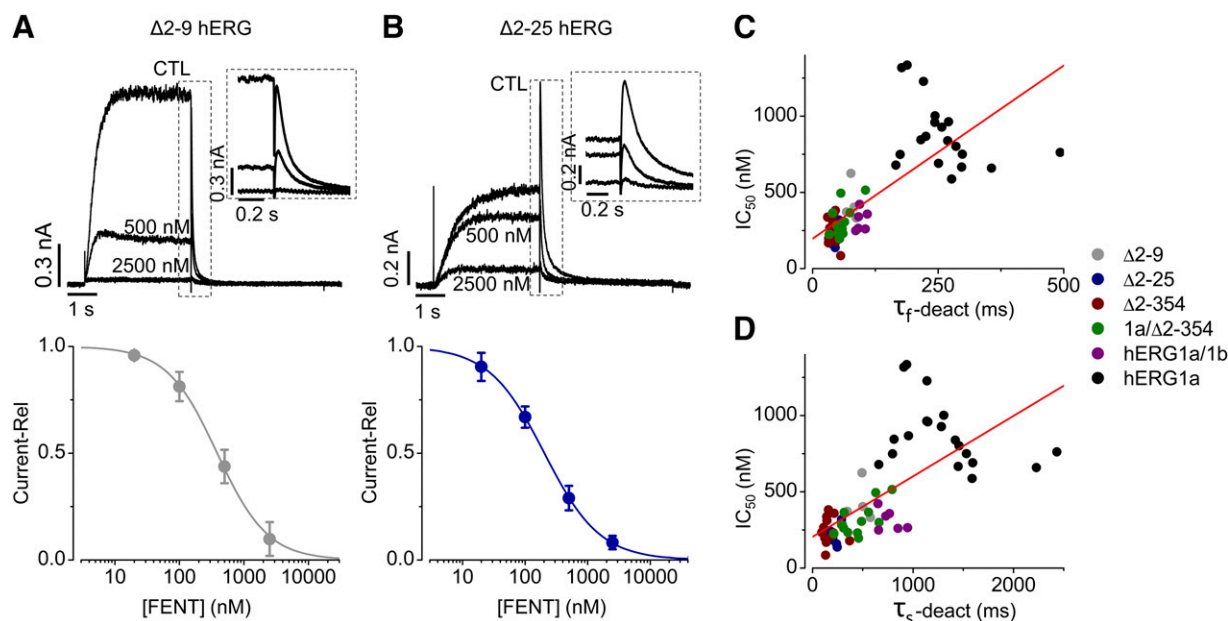 A
Δ2-9 hERG
CTL
500 nM
2500 nM
0.3 nA
1 s
0.3 nA
0.2 s
1.0
0.5
0.0
Current-Rel
10 100 1000 10000
[FENT] (nM)
B
Δ2-25 hERG
CTL
500 nM
2500 nM
0.2 nA
1 s
0.2 nA
0.2 s
1.0
0.5
0.0
Current-Rel
10 100 1000 10000
[FENT] (nM)
C
1000
500
250
0
IC50 (nM)
0 250 500
τf-deact (ms)
Δ2-9
Δ2-25
Δ2-354
1a/Δ2-354
hERG1a/1b
hERG1a
D
1000
500
250
0
IC50 (nM)
0 1000 2000
τs-deact (ms)